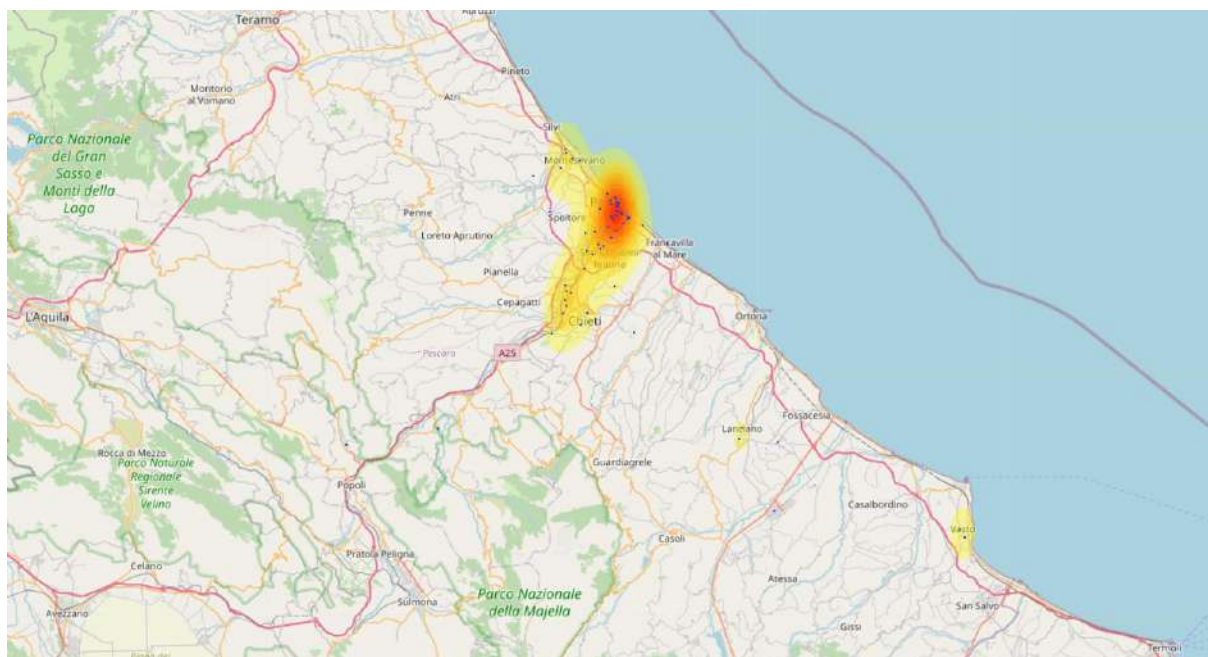 Teramo
Abruzzi
Pineto
Montorio
al Vomano
Atri
Parco Nazionale
del Gran
Sasso e
Monti della
Laga
Silvi
Montesilvano
Penne
Spoltore
Loreto Aprutino
Francavilla
al Mare
Pianella
Cepagatti
L'Aquila
Chieti
Ortona
A25
Pescara
Fossacesia
Lanciano
Rocca di Mezzo
Parco Naturale
Regionale
Sirente
Velino
Guardiagrele
Popoli
Casalbordino
Vasto
Casoli
Pratola Peligna
Celano
Atessa
Parco Nazionale
della Majella
Sulmona
San Salvo
Avezzano
Gissi
Termoli